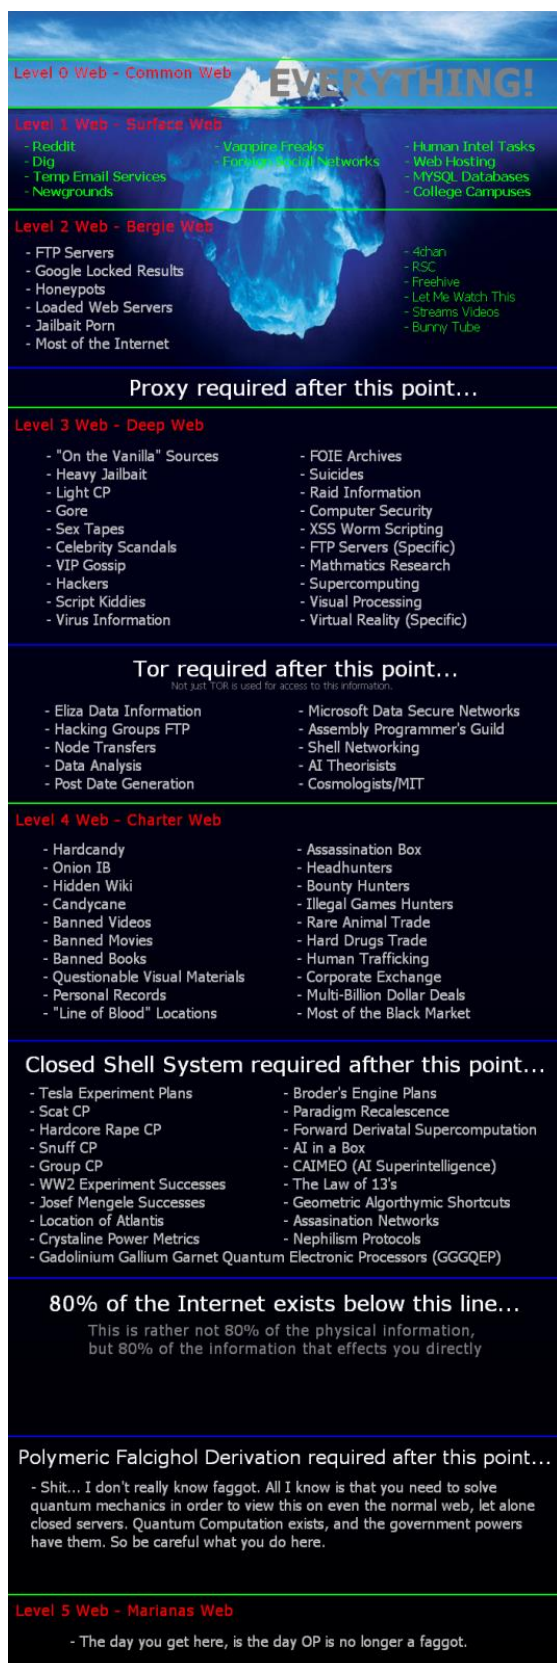 Level 0 Web - Common Web
EVERYTHING!
Level 1 Web - Surface Web
- Reddit
- Dig
- Temp Email Services
- Newgrounds
- Vampire Freaks
- Foreign Social Networks
- Human Intel Tasks
- Web Hosting
- MYSQL Databases
- College Campuses
Level 2 Web - Bergie Web
- FTP Servers
- Google Locked Results
- Honeypots
- Loaded Web Servers
- Jailbait Porn
- Most of the Internet
- 4chan
- RSC
- Freehive
- Let Me Watch This
- Streams Videos
- Bunny Tube
Proxy required after this point...
Level 3 Web - Deep Web
- "On the Vanilla" Sources
- Heavy Jailbait
- Light CP
- Gore
- Sex Tapes
- Celebrity Scandals
- VIP Gossip
- Hackers
- Script Kiddies
- Virus Information
- FOIE Archives
- Suicides
- Raid Information
- Computer Security
- XSS Worm Scripting
- FTP Servers (Specific)
- Mathmatics Research
- Supercomputing
- Visual Processing
- Virtual Reality (Specific)
Tor required after this point...
Not just TOR is used for access to this information.
- Eliza Data Information
- Hacking Groups FTP
- Node Transfers
- Data Analysis
- Post Date Generation
- Microsoft Data Secure Networks
- Assembly Programmer's Guild
- Shell Networking
- AI Theorisists
- Cosmologists/MIT
Level 4 Web - Charter Web
- Hardcandy
- Onion IB
- Hidden Wiki
- Candycane
- Banned Videos
- Banned Movies
- Banned Books
- Questionable Visual Materials
- Personal Records
- "Line of Blood" Locations
- Assassination Box
- Headhunters
- Bounty Hunters
- Illegal Games Hunters
- Rare Animal Trade
- Hard Drugs Trade
- Human Trafficking
- Corporate Exchange
- Multi-Billion Dollar Deals
- Most of the Black Market
Closed Shell System required afther this point...
- Tesla Experiment Plans
- Scat CP
- Hardcore Rape CP
- Snuff CP
- Group CP
- WW2 Experiment Successes
- Josef Mengele Successes
- Location of Atlantis
- Crystaline Power Metrics
- Broder's Engine Plans
- Paradigm Recalescence
- Forward Derivatal Supercomputation
- AI in a Box
- CAIMEO (AI Superintelligence)
- The Law of 13's
- Geometric Algorthymic Shortcuts
- Assasination Networks
- Nephilism Protocols
- Gadolinium Gallium Garnet Quantum Electronic Processors (GGGQEP)
80% of the Internet exists below this line...
This is rather not 80% of the physical information,
but 80% of the information that effects you directly
Polymeric Falcighol Derivation required after this point...
- Shit... I don't really know faggot. All I know is that you need to solve
quantum mechanics in order to view this on even the normal web, let alone
closed servers. Quantum Computation exists, and the government powers
have them. So be careful what you do here.
Level 5 Web - Marianas Web
- The day you get here, is the day OP is no longer a faggot.